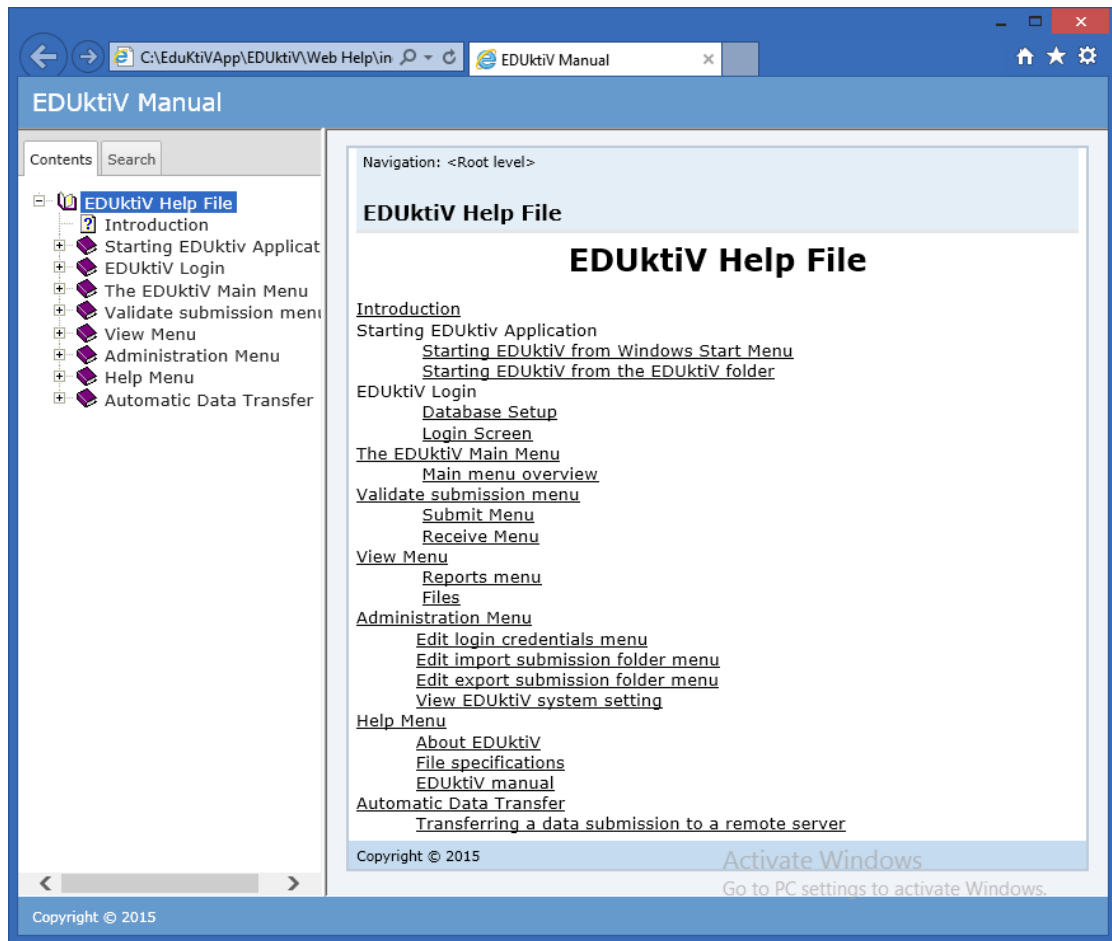 C:\EduKtiVApp\EDUktiV\Web Help\in
EDUktiV Manual
EDUktiV Manual
Contents
Search
EDUktiV Help File
Introduction
Starting EDUktiv Applicat
EDUktiV Login
The EDUktiV Main Menu
Validate submission menu
View Menu
Administration Menu
Help Menu
Automatic Data Transfer
Navigation: <Root level>
EDUktiV Help File
EDUktiV Help File
Introduction
Starting EDUktiv Application
Starting EDUktiV from Windows Start Menu
Starting EDUktiV from the EDUktiV folder
EDUktiV Login
Database Setup
Login Screen
The EDUktiV Main Menu
Main menu overview
Validate submission menu
Submit Menu
Receive Menu
View Menu
Reports menu
Files
Administration Menu
Edit login credentials menu
Edit import submission folder menu
Edit export submission folder menu
View EDUktiV system setting
Help Menu
About EDUktiV
File specifications
EDUktiV manual
Automatic Data Transfer
Transferring a data submission to a remote server
Copyright © 2015
Activate Windows
Go to PC settings to activate Windows.
Copyright © 2015